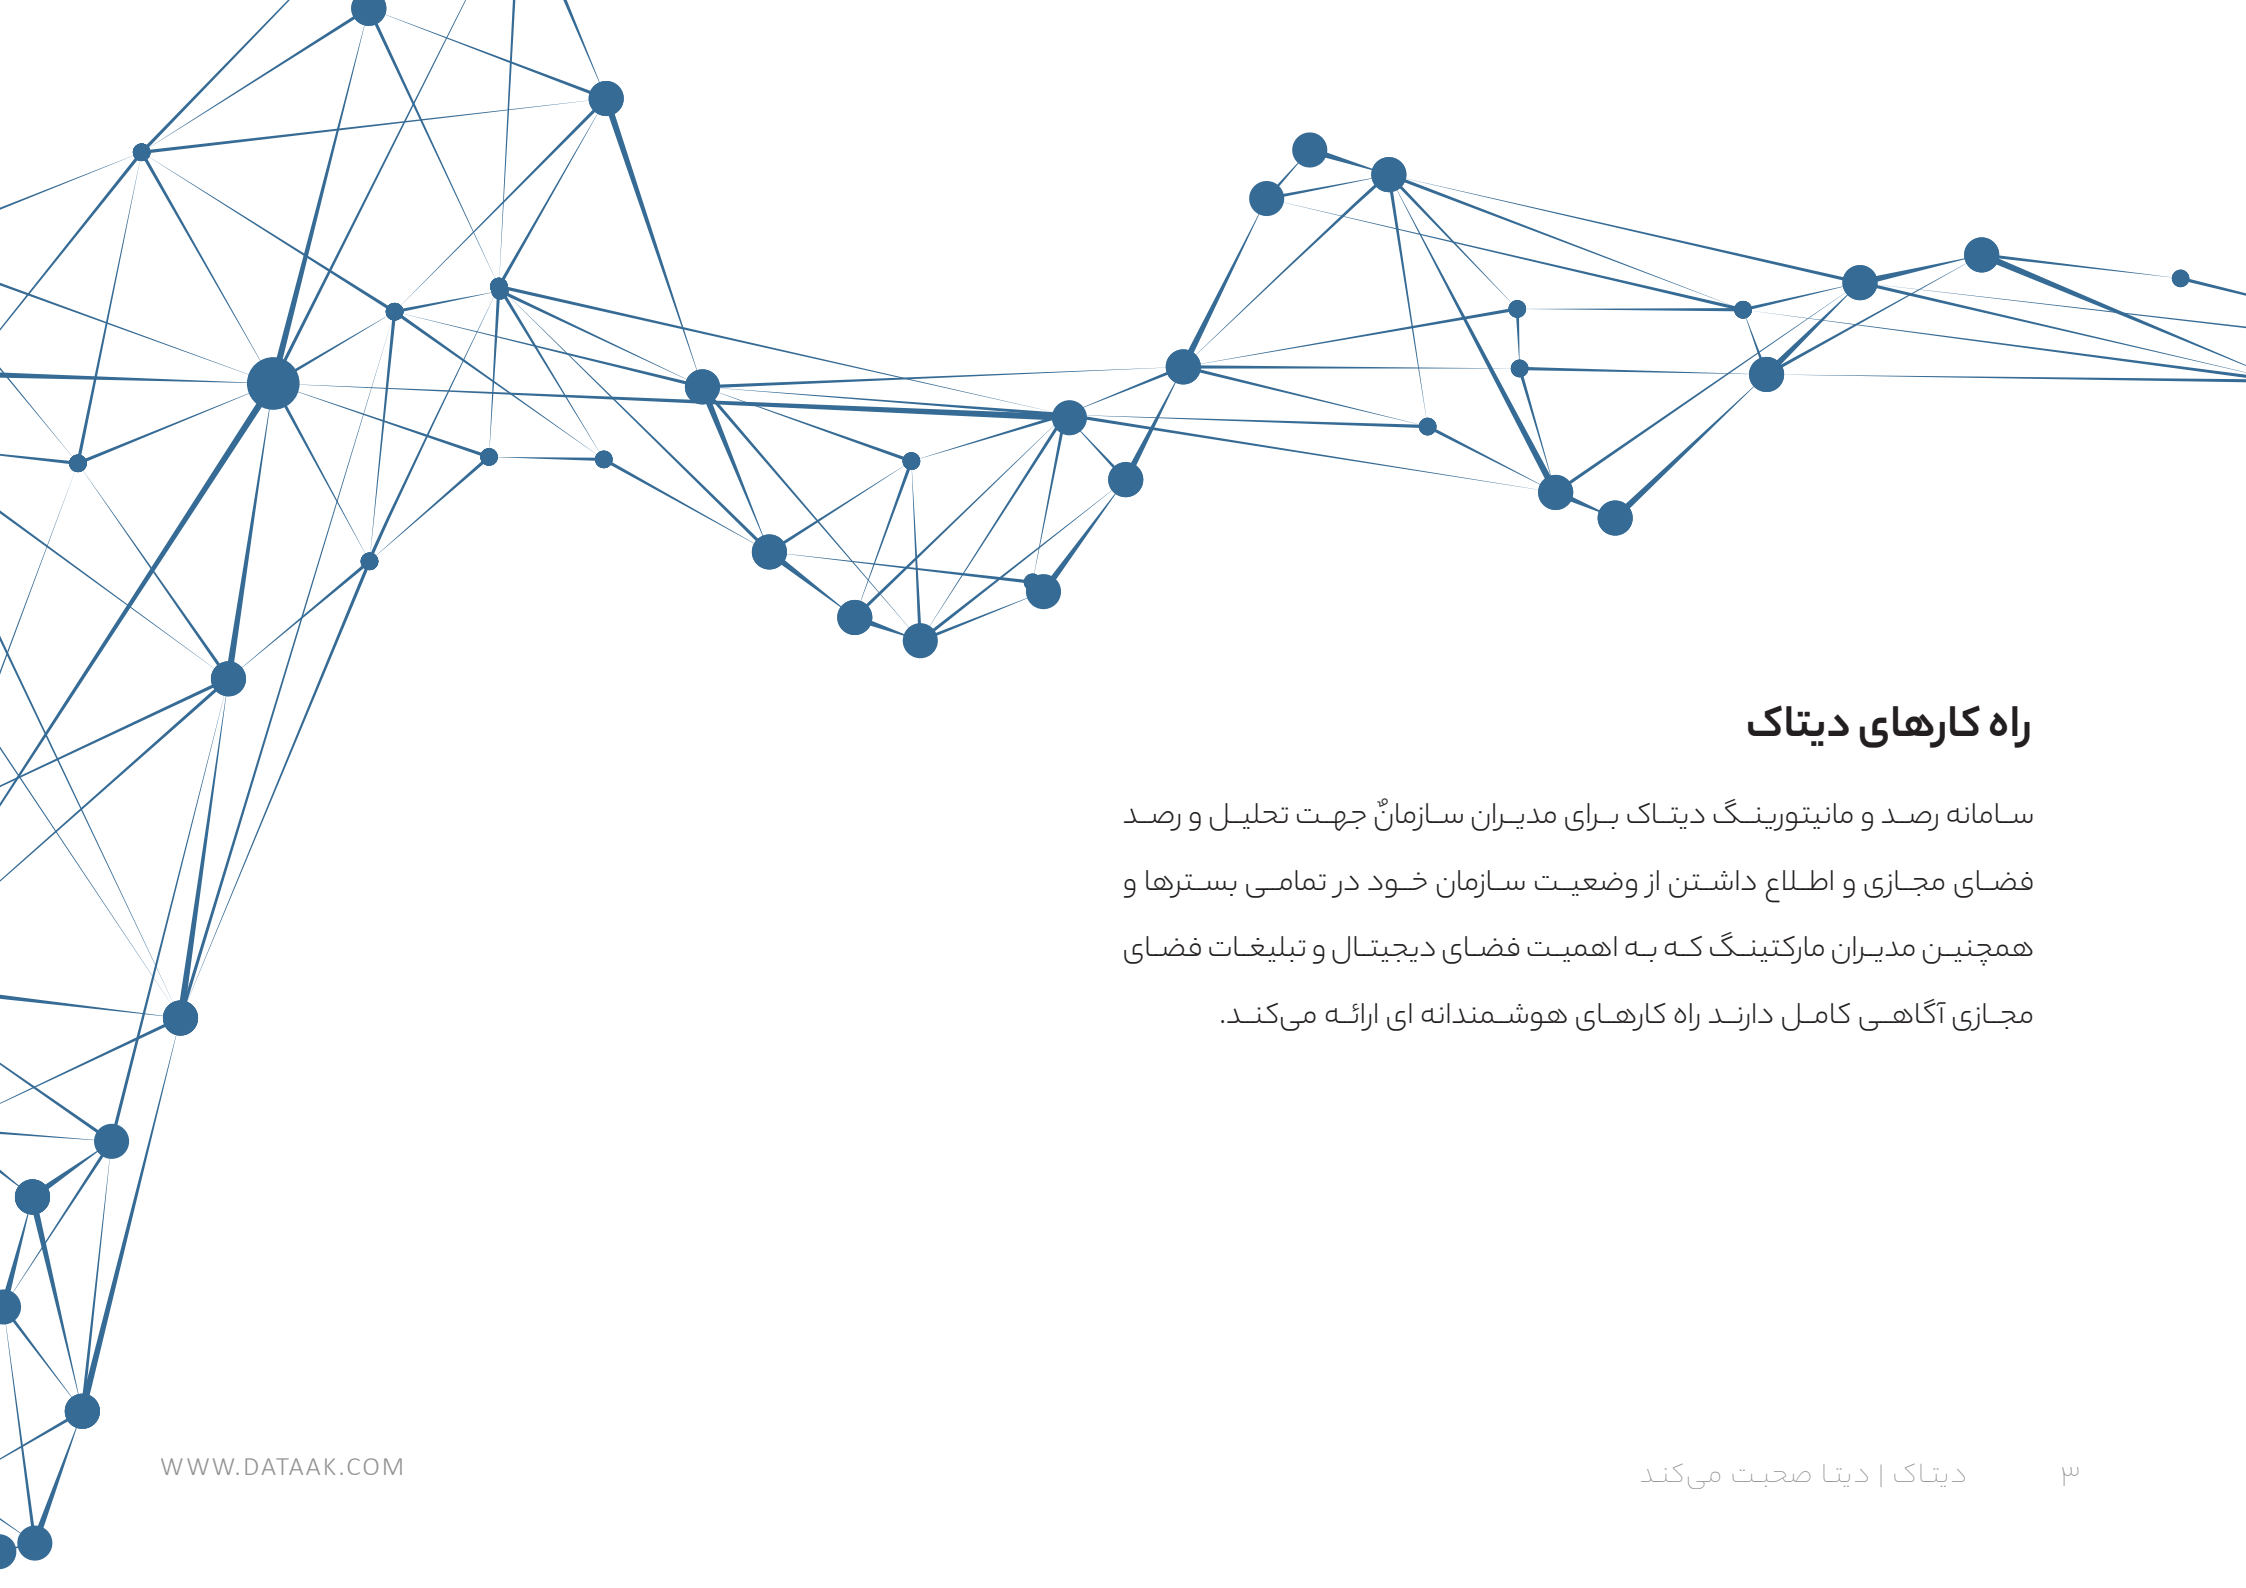 راه کارهای دیتاک
سامانه رصد و مانیتورینگ دیتاک برای مدیران سازمانٌ جهت تحلیل و رصد
فضای مجازی و اطلاع داشتن از وضعیت سازمان خود در تمامی بسترها و
همچنین مدیران مارکتینگ که به اهمیت فضای دیجیتال و تبلیغات فضای
مجازی آگاهی کامل دارند راه کارهای هوشمندانه ای ارائه می‌کند.
۳ دیتاک | دیتا صحبت می‌کند
WWW.DATAAK.COM